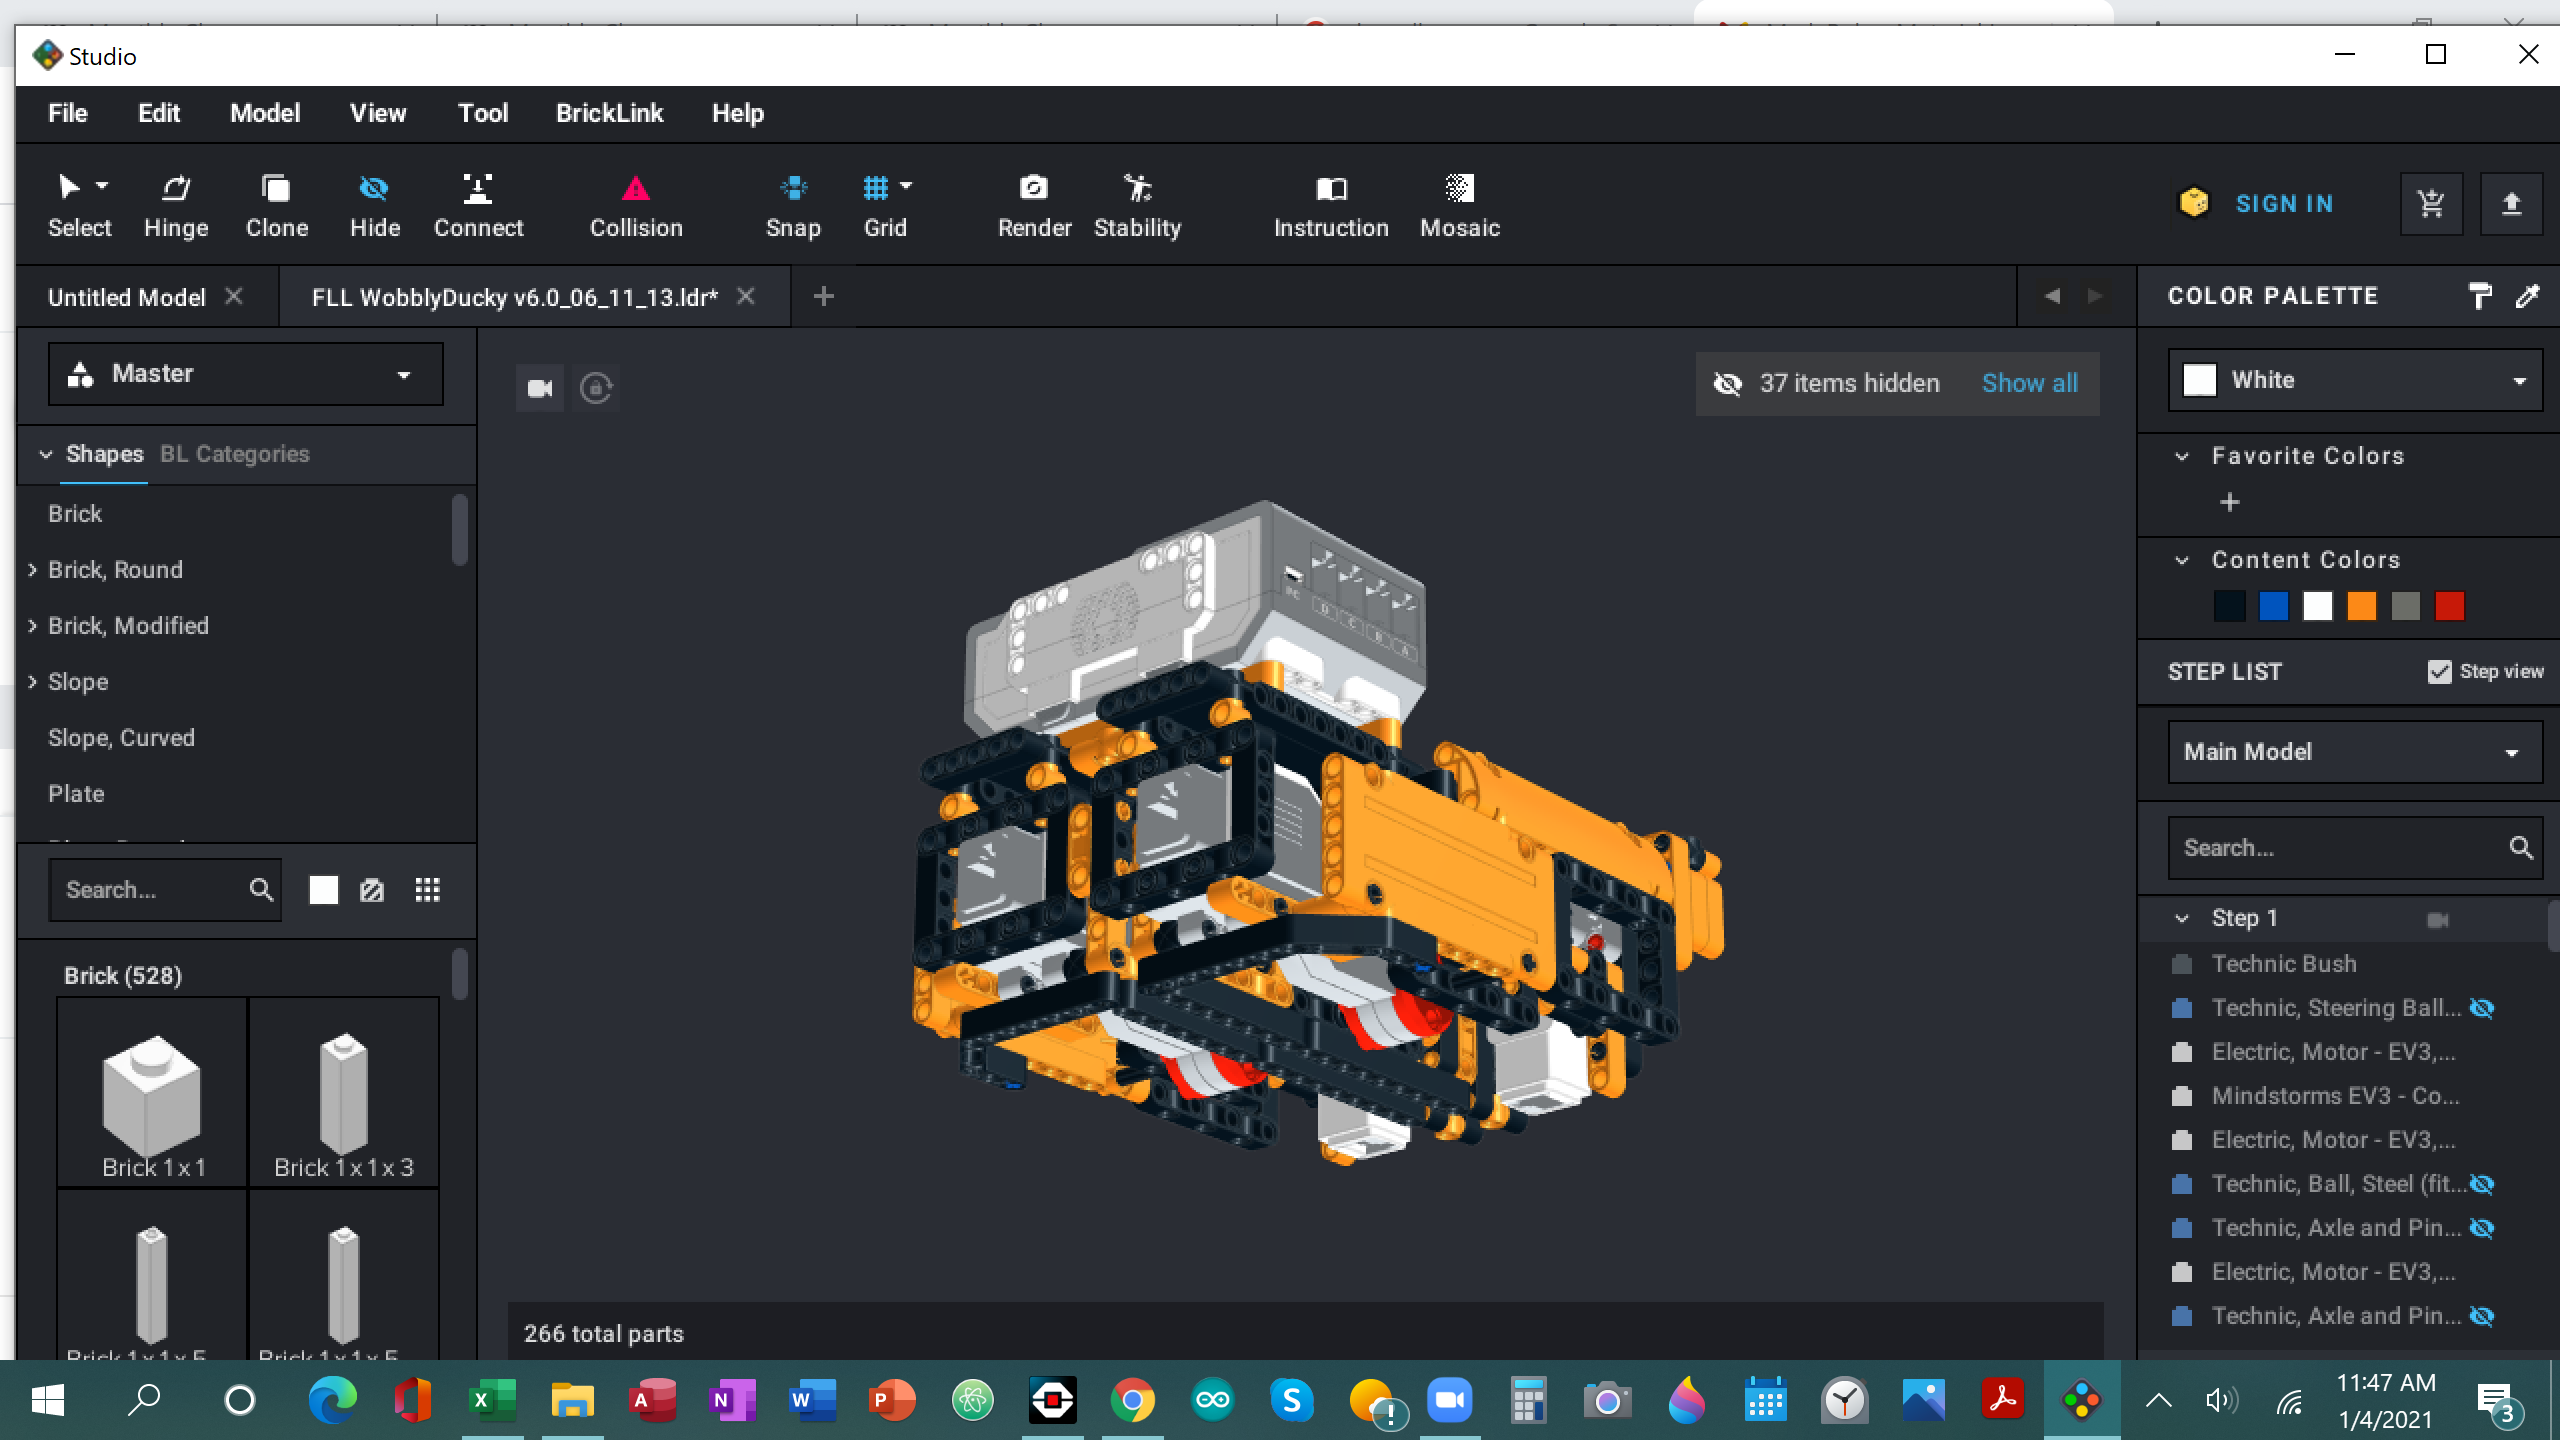 Studio
File Edit Model View Tool BrickLink Help
Select Hinge Clone Hide Connect Collision Snap Grid Render Stability Instruction Mosaic
SIGN IN
Untitled Model FLL WobblyDucky v6.0_06_11_13.ldr*
COLOR PALETTE
Master
37 items hidden Show all
White
Shapes BL Categories
Favorite Colors
Brick
Brick, Round
Brick, Modified
Slope
Slope, Curved
Plate
Content Colors
STEP LIST Step view
Main Model
Search...
Search...
Step 1
Technic Bush
Technic, Steering Ball...
Electric, Motor - EV3,...
Mindstorms EV3 - Co...
Electric, Motor - EV3,...
Technic, Ball, Steel (fit...
Technic, Axle and Pin...
Electric, Motor - EV3,...
Technic, Axle and Pin...
Brick (528)
Brick 1 x 1
Brick 1 x 1 x 3
PC
D C B A
266 total parts
11:47 AM
1/4/2021
3